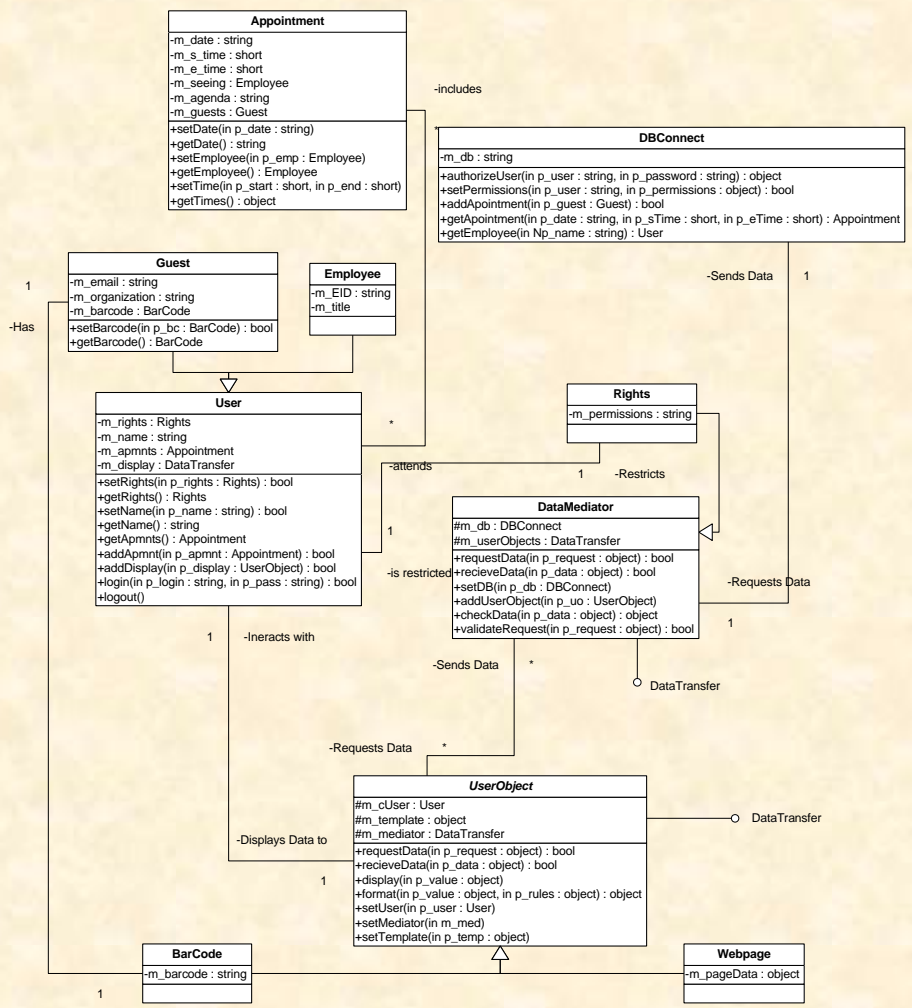 Appointment
-m_date : string
-m_s_time : short
-m_e_time : short
-m_seeing : Employee
-m_agenda : string
-m_guests : Guest
+setDate(in p_date : string)
+getDate() : string
+setEmployee(in p_emp : Employee)
+getEmployee() : Employee
+setTime(in p_start : short, in p_end : short)
+getTimes() : object
-includes
*
DBConnect
-m_db : string
+authorizeUser(in p_user : string, in p_password : string) : object
+setPermissions(in p_user : string, in p_permissions : object) : bool
+addApointment(in p_guest : Guest) : bool
+getApointment(in p_date : string, in p_sTime : short, in p_eTime : short) : Appointment
+getEmployee(in Np_name : string) : User
-Sends Data
1
Guest
-m_email : string
-m_organization : string
-m_barcode : BarCode
+setBarcode(in p_bc : BarCode) : bool
+getBarcode() : BarCode
1
-Has
Employee
-m_EID : string
-m_title
User
-m_rights : Rights
-m_name : string
-m_apmnts : Appointment
-m_display : DataTransfer
+setRights(in p_rights : Rights) : bool
+getRights() : Rights
+setName(in p_name : string) : bool
+getName() : string
+getApmnts() : Appointment
+addApmnt(in p_apmnt : Appointment) : bool
+addDisplay(in p_display : UserObject) : bool
+login(in p_login : string, in p_pass : string) : bool
+logout()
*
-attends
Rights
-m_permissions : string
1
-Restricts
1
-is restricted
DataMediator
#m_db : DBConnect
#m_userObjects : DataTransfer
+requestData(in p_request : object) : bool
+recieveData(in p_data : object) : bool
+setDB(in p_db : DBConnect)
+addUserObject(in p_uo : UserObject)
+checkData(in p_data : object) : object
+validateRequest(in p_request : object) : bool
-Requests Data
1
1
-Ineracts with
-Sends Data
*
DataTransfer
-Requests Data
*
UserObject
#m_cUser : User
#m_template : object
#m_mediator : DataTransfer
+requestData(in p_request : object) : bool
+recieveData(in p_data : object) : bool
+display(in p_value : object)
+format(in p_value : object, in p_rules : object) : object
+setUser(in p_user : User)
+setMediator(in m_med)
+setTemplate(in p_temp : object)
DataTransfer
-Displays Data to
1
BarCode
-m_barcode : string
1
Webpage
-m_pageData : object